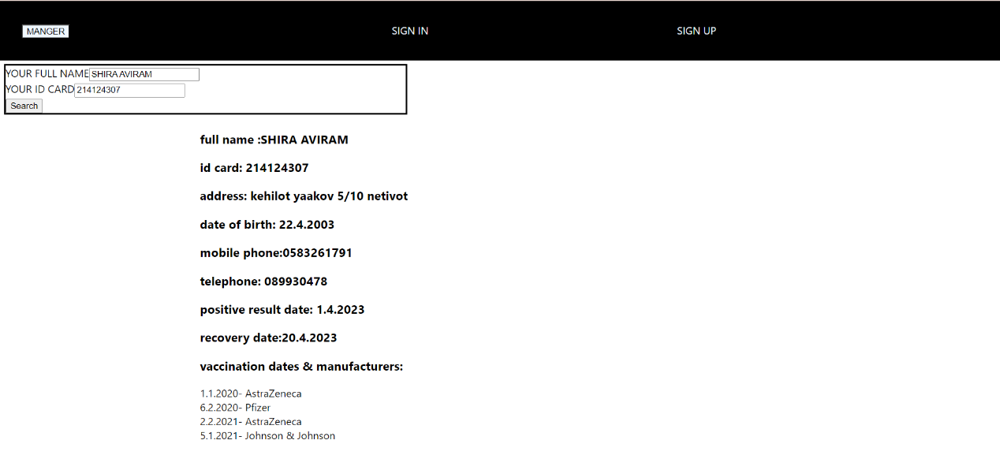 MANGER SIGN IN SIGN UP
YOUR FULL NAME SHIRA AVIRAM
YOUR ID CARD 214124307
Search
full name :SHIRA AVIRAM
id card: 214124307
address: kehilot yaakov 5/10 netivot
date of birth: 22.4.2003
mobile phone:0583261791
telephone: 089930478
positive result date: 1.4.2023
recovery date:20.4.2023
vaccination dates & manufacturers:
1.1.2020- AstraZeneca
6.2.2020- Pfizer
2.2.2021- AstraZeneca
5.1.2021- Johnson & Johnson